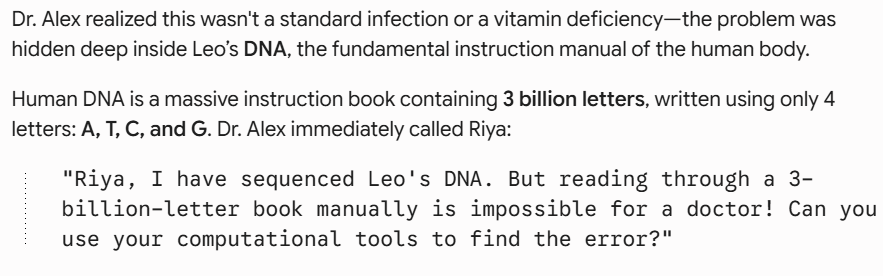 Dr. Alex realized this wasn't a standard infection or a vitamin deficiency—the problem was
hidden deep inside Leo’s DNA, the fundamental instruction manual of the human body.
Human DNA is a massive instruction book containing 3 billion letters, written using only 4
letters: A, T, C, and G. Dr. Alex immediately called Riya:
"Riya, I have sequenced Leo's DNA. But reading through a 3-
billion-letter book manually is impossible for a doctor! Can you
use your computational tools to find the error?"